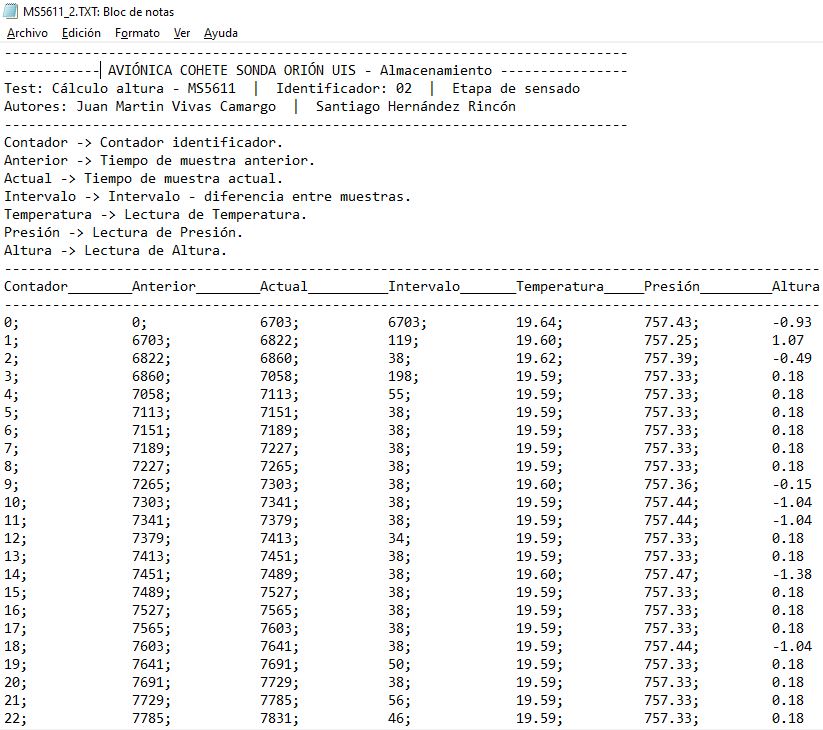 MS5611_2.TXT: Bloc de notas
Archivo Edición Formato Ver Ayuda
------------------------------------------------------------------------------
------------ AVIÓNICA COHETE SONDA ORIÓN UIS - Almacenamiento ----------------
Test: Cálculo altura - MS5611 | Identificador: 02 | Etapa de sensado
Autores: Juan Martin Vivas Camargo | Santiago Hernández Rincón
------------------------------------------------------------------------------
Contador -> Contador identificador.
Anterior -> Tiempo de muestra anterior.
Actual -> Tiempo de muestra actual.
Intervalo -> Intervalo - diferencia entre muestras.
Temperatura -> Lectura de Temperatura.
Presión -> Lectura de Presión.
Altura -> Lectura de Altura.
------------------------------------------------------------------------------------------------------
Contador________Anterior________Actual__________Intervalo_______Temperatura_____Presión_________Altura
------------------------------------------------------------------------------------------------------
0; 0; 6703; 6703; 19.64; 757.43; -0.93
1; 6703; 6822; 119; 19.60; 757.25; 1.07
2; 6822; 6860; 38; 19.62; 757.39; -0.49
3; 6860; 7058; 198; 19.59; 757.33; 0.18
4; 7058; 7113; 55; 19.59; 757.33; 0.18
5; 7113; 7151; 38; 19.59; 757.33; 0.18
6; 7151; 7189; 38; 19.59; 757.33; 0.18
7; 7189; 7227; 38; 19.59; 757.33; 0.18
8; 7227; 7265; 38; 19.59; 757.33; 0.18
9; 7265; 7303; 38; 19.60; 757.36; -0.15
10; 7303; 7341; 38; 19.59; 757.44; -1.04
11; 7341; 7379; 38; 19.59; 757.44; -1.04
12; 7379; 7413; 34; 19.59; 757.33; 0.18
13; 7413; 7451; 38; 19.59; 757.33; 0.18
14; 7451; 7489; 38; 19.60; 757.47; -1.38
15; 7489; 7527; 38; 19.59; 757.33; 0.18
16; 7527; 7565; 38; 19.59; 757.33; 0.18
17; 7565; 7603; 38; 19.59; 757.33; 0.18
18; 7603; 7641; 38; 19.59; 757.44; -1.04
19; 7641; 7691; 50; 19.59; 757.33; 0.18
20; 7691; 7729; 38; 19.59; 757.33; 0.18
21; 7729; 7785; 56; 19.59; 757.33; 0.18
22; 7785; 7831; 46; 19.59; 757.33; 0.18